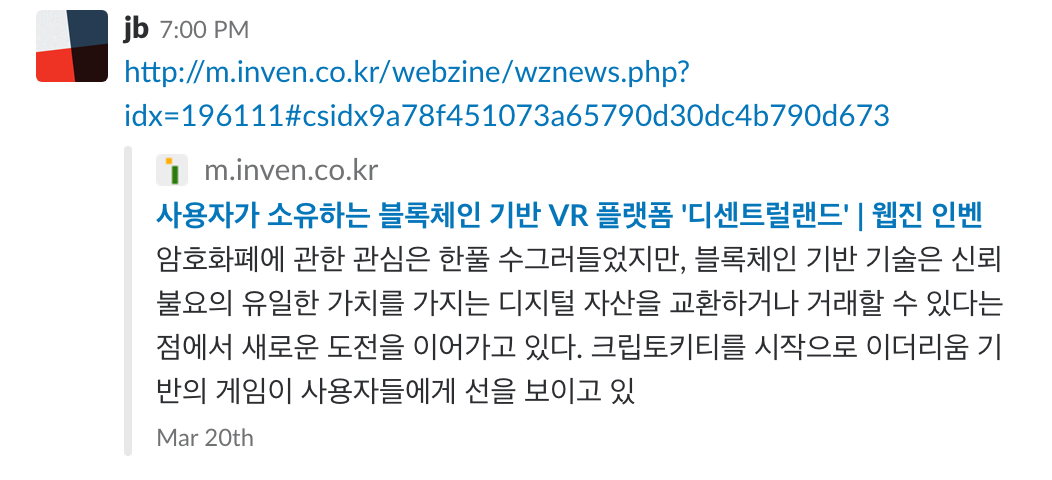 jb 7:00 PM
http://m.inven.co.kr/webzine/wznews.php?
idx=196111#csidx9a78f451073a65790d30dc4b790d673
m.inven.co.kr
사용자가 소유하는 블록체인 기반 VR 플랫폼 '디센트럴랜드' | 웹진 인벤
암호화폐에 관한 관심은 한풀 수그러들었지만, 블록체인 기반 기술은 신뢰
불요의 유일한 가치를 가지는 디지털 자산을 교환하거나 거래할 수 있다는
점에서 새로운 도전을 이어가고 있다. 크립토키티를 시작으로 이더리움 기
반의 게임이 사용자들에게 선을 보이고 있
Mar 20th